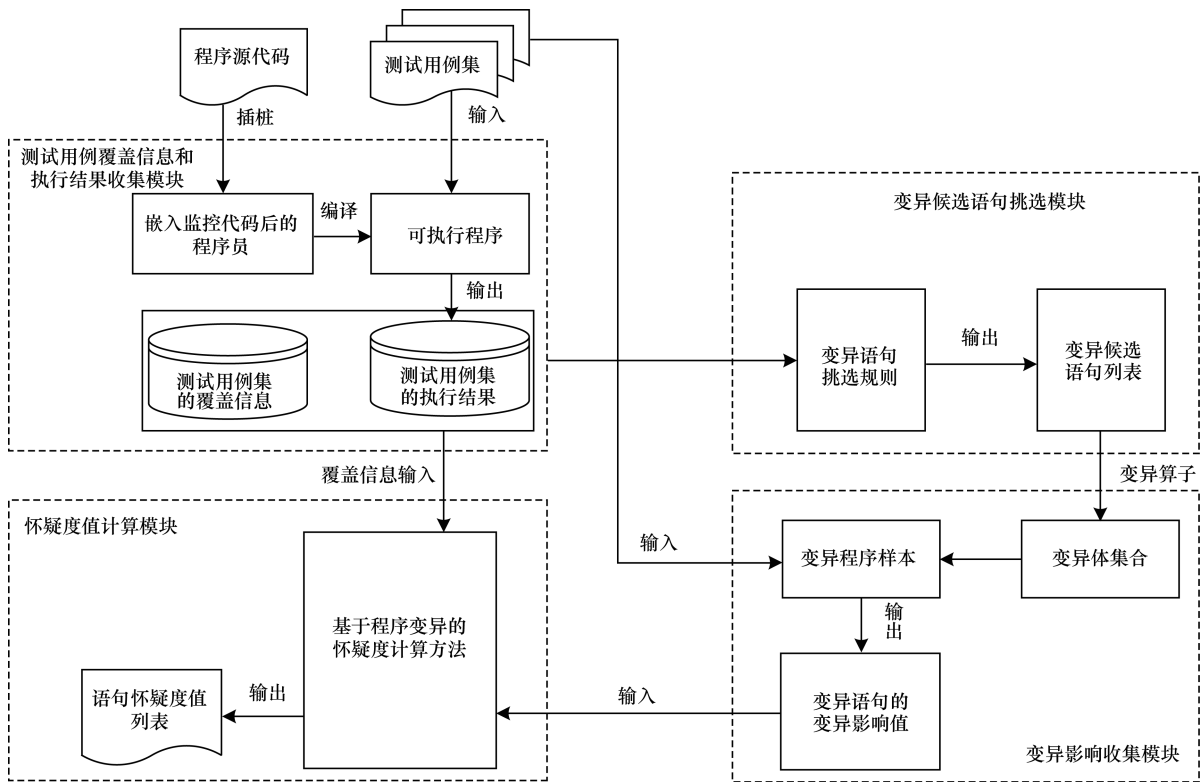 程序源代码
测试用例集
插桩
输入
测试用例覆盖信息和
执行结果收集模块
嵌入监控代码后的
程序员
编译
可执行程序
输出
测试用例集
的覆盖信息
测试用例集
的执行结果
变异候选语句挑选模块
变异语句
挑选规则
输出
变异候选
语句列表
覆盖信息输入
变异算子
怀疑度值计算模块
基于程序变异的
怀疑度计算方法
输出
语句怀疑度值
列表
输入
变异程序样本
变异体集合
输
出
变异语句的
变异影响值
输入
变异影响收集模块